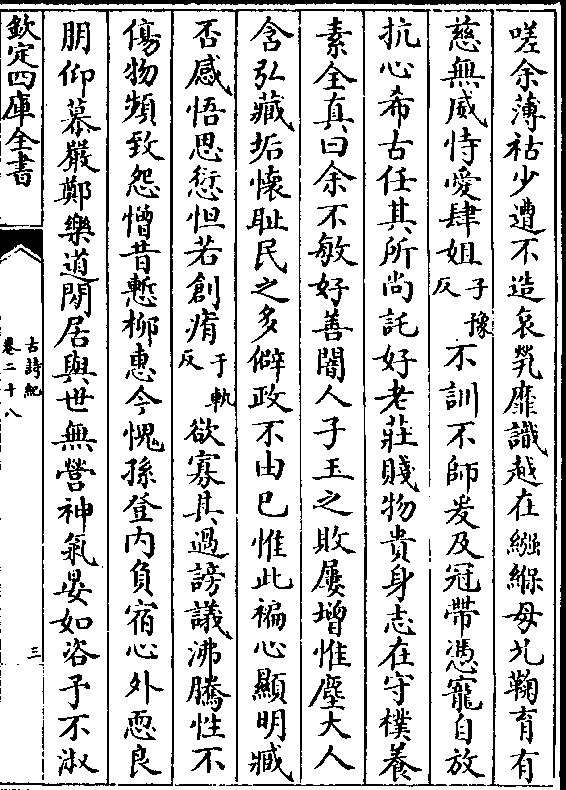 嗟余薄祜少遭不造哀煢靡識越在繈緥母兄鞠育有
慈無威恃愛肆姐子豫反不訓不師爰及冠帶憑寵自放
抗心希古任其所尚託好老莊賤物貴身志在守樸養
素全真曰余不敏好善闇人子玉之敗屢增惟塵大人
含弘藏垢懷耻民之多僻政不由已惟此褊心顯明臧
否感悟思愆怛若創痏于軌反欲寡其過謗議沸騰性不
傷物頻致怨憎昔慙柳惠今愧孫登内負宿心外恧良
朋仰慕嚴鄭樂道閒居與世無營神氣晏如咨予不淑
欽定四庫全書
古詩紀
卷二十八
三